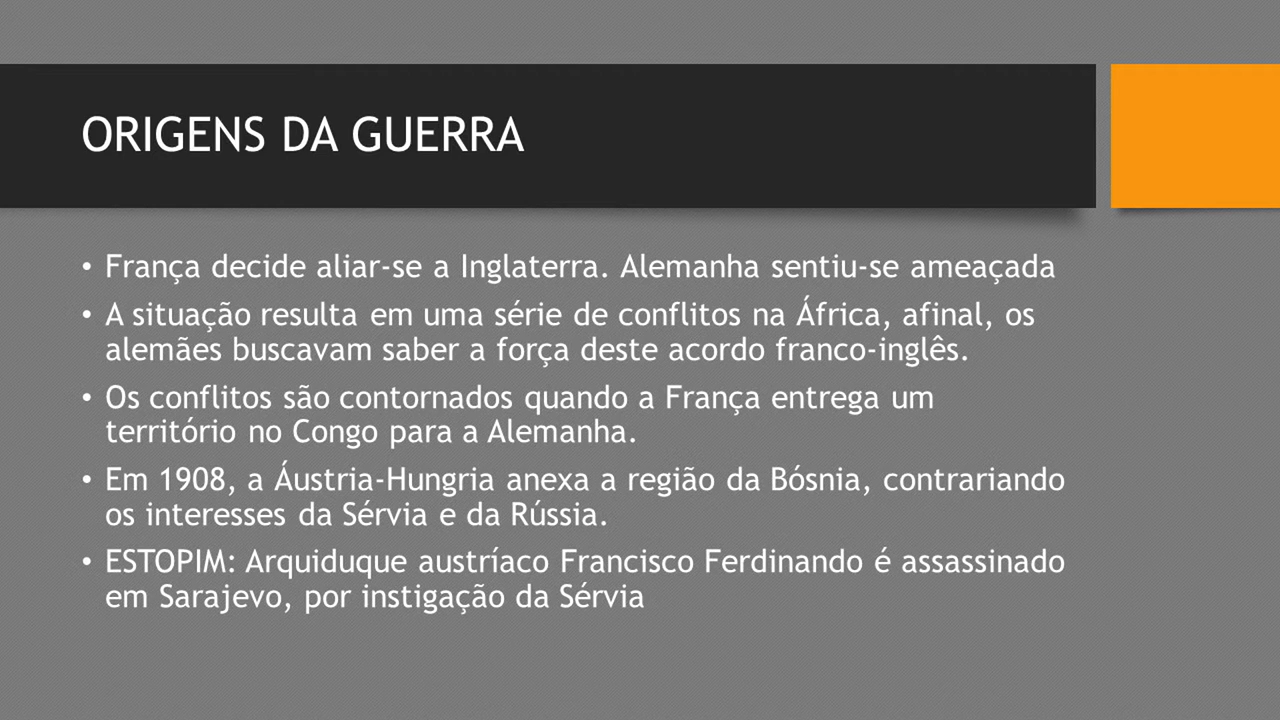 ORIGENS DA GUERRA
• França decide aliar-se a Inglaterra. Alemanha sentiu-se ameaçada
• A situação resulta em uma série de conflitos na África, afinal, os
alemães buscavam saber a força deste acordo franco-inglês.
• Os conflitos são contornados quando a França entrega um
território no Congo para a Alemanha.
• Em 1908, a Áustria-Hungria anexa a região da Bósnia, contrariando
os interesses da Sérvia e da Rússia.
• ESTOPIM: Arquiduque austríaco Francisco Ferdinando é assassinado
em Sarajevo, por instigação da Sérvia